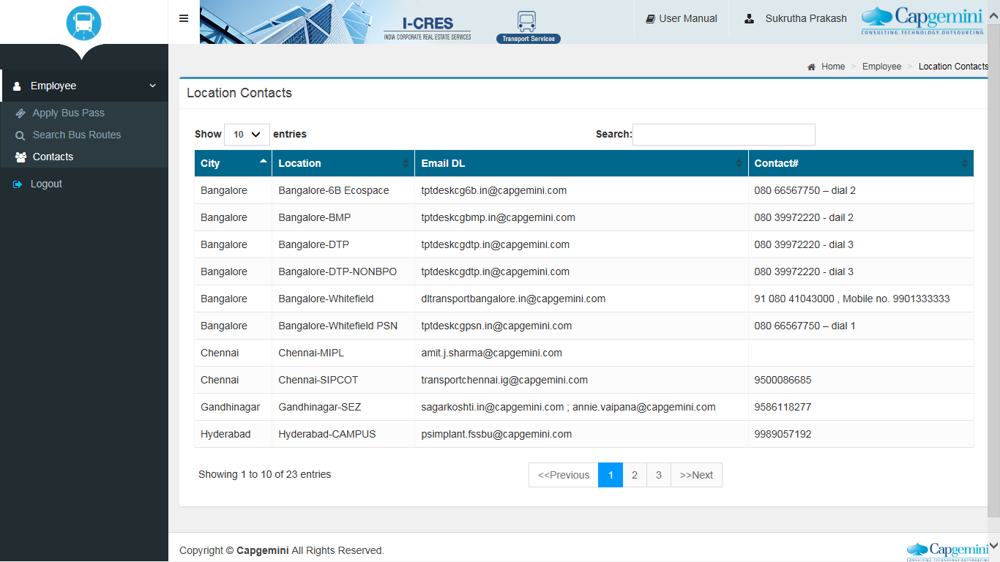 I-CRES
INDIA CORPORATE REAL ESTATE SERVICES
Transport Services
User Manual
Sukrutha Prakash
Capgemini
CONSULTING.TECHNOLOGY.OUTSOURCING
Home > Employee > Location Contacts
Employee
Apply Bus Pass
Search Bus Routes
Contacts
Logout
Location Contacts
Show 10 entries Search:
City Location Email DL Contact#
Bangalore Bangalore-6B Ecospace tptdeskcg6b.in@capgemini.com 080 66567750 – dial 2
Bangalore Bangalore-BMP tptdeskcgbmp.in@capgemini.com 080 39972220 - dail 2
Bangalore Bangalore-DTP tptdeskcgdtp.in@capgemini.com 080 39972220 - dial 3
Bangalore Bangalore-DTP-NONBPO tptdeskcgdtp.in@capgemini.com 080 39972220 - dial 3
Bangalore Bangalore-Whitefield dltransportbangalore.in@capgemini.com 91 080 41043000 , Mobile no. 9901333333
Bangalore Bangalore-Whitefield PSN tptdeskcgpsn.in@capgemini.com 080 66567750 – dial 1
Chennai Chennai-MIPL amit.j.sharma@capgemini.com
Chennai Chennai-SIPCOT transportchennai.ig@capgemini.com 9500086685
Gandhinagar Gandhinagar-SEZ sagarkoshti.in@capgemini.com ; annie.vaipana@capgemini.com 9586118277
Hyderabad Hyderabad-CAMPUS psimplant.fssbu@capgemini.com 9989057192
Showing 1 to 10 of 23 entries
<<Previous 1 2 3 >>Next
Copyright © Capgemini All Rights Reserved.
Capgemini
CONSULTING.TECHNOLOGY.OUTSOURCING